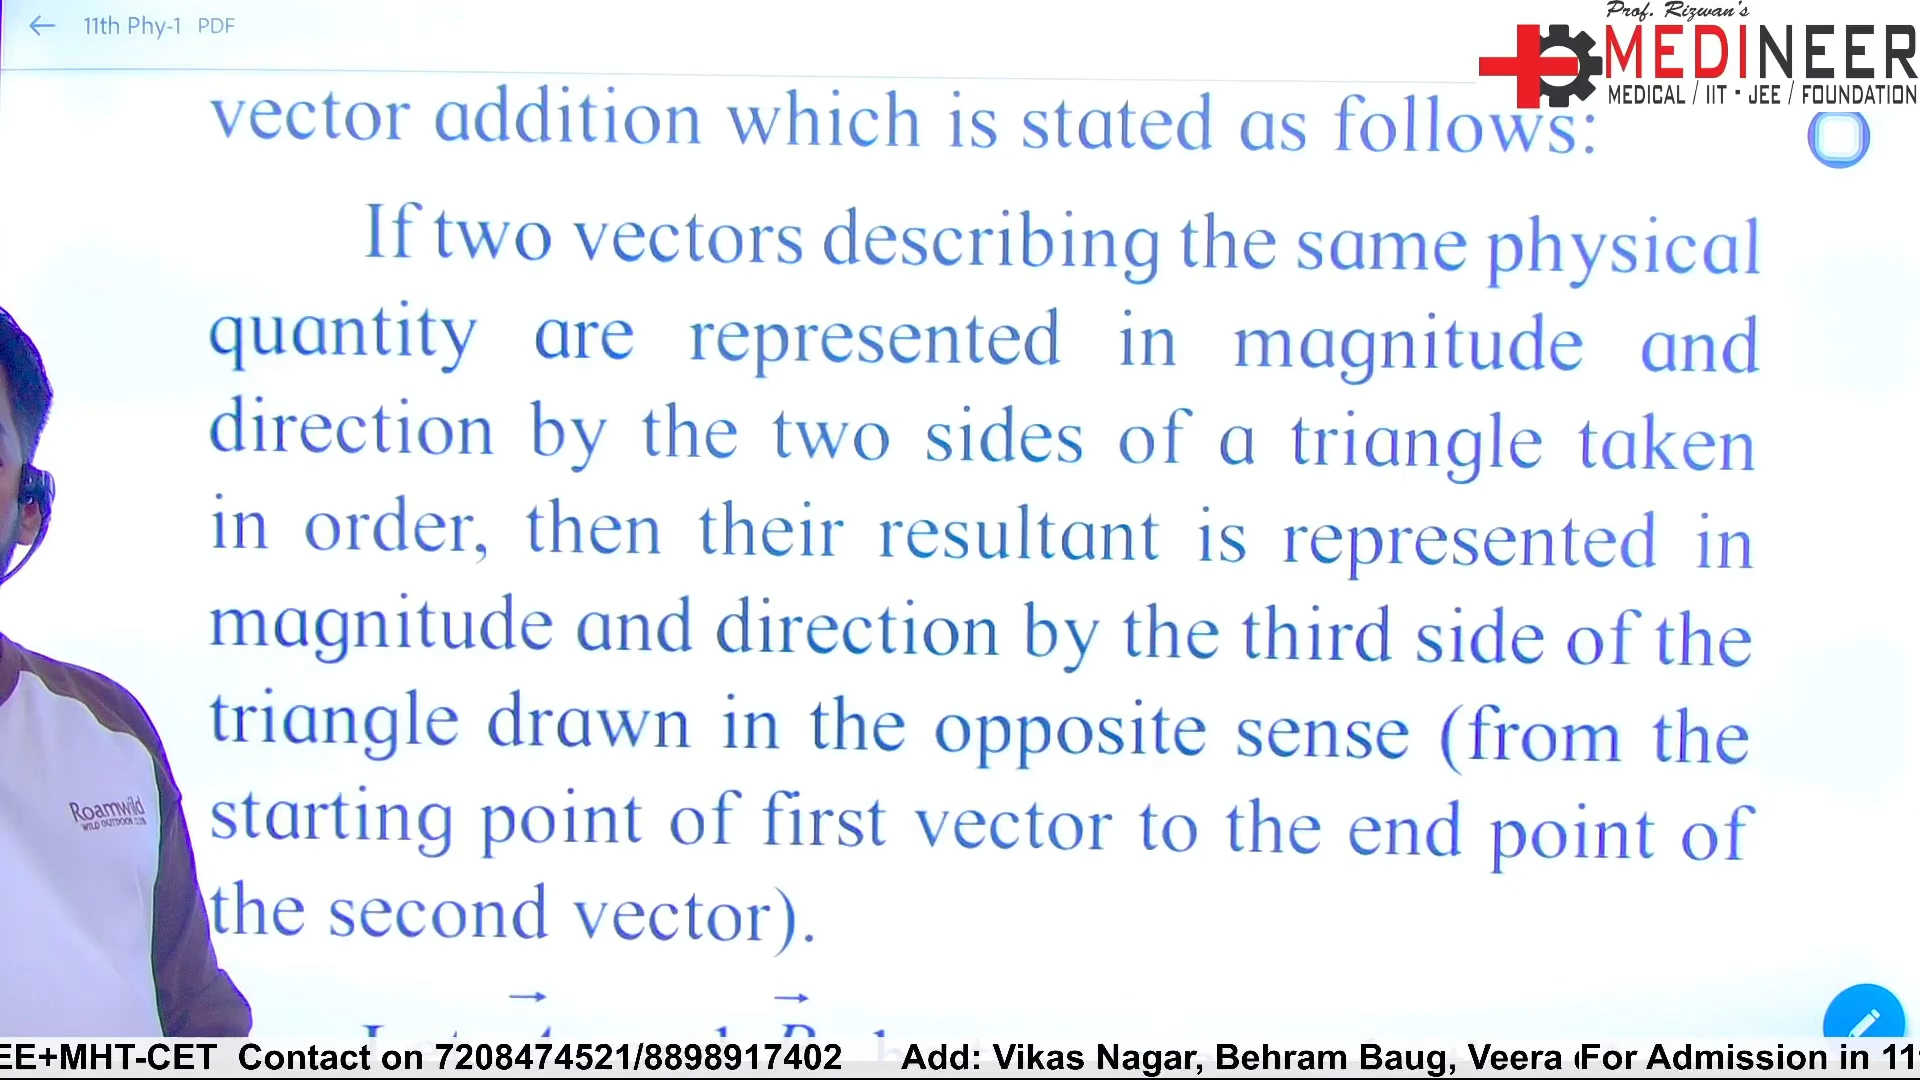 11th Phy-1 PDF
Prof. Rizwan's
MEDINEER
MEDICAL / IIT - JEE / FOUNDATION
vector addition which is stated as follows:
If two vectors describing the same physical
quantity are represented in magnitude and
direction by the two sides of a triangle taken
in order, then their resultant is represented in
magnitude and direction by the third side of the
triangle drawn in the opposite sense (from the
starting point of first vector to the end point of
the second vector).
Roamwild
WILD OUTDOOR CLUB
EE+MHT-CET Contact on 7208474521/8898917402 Add: Vikas Nagar, Behram Baug, Veera
For Admission in 11